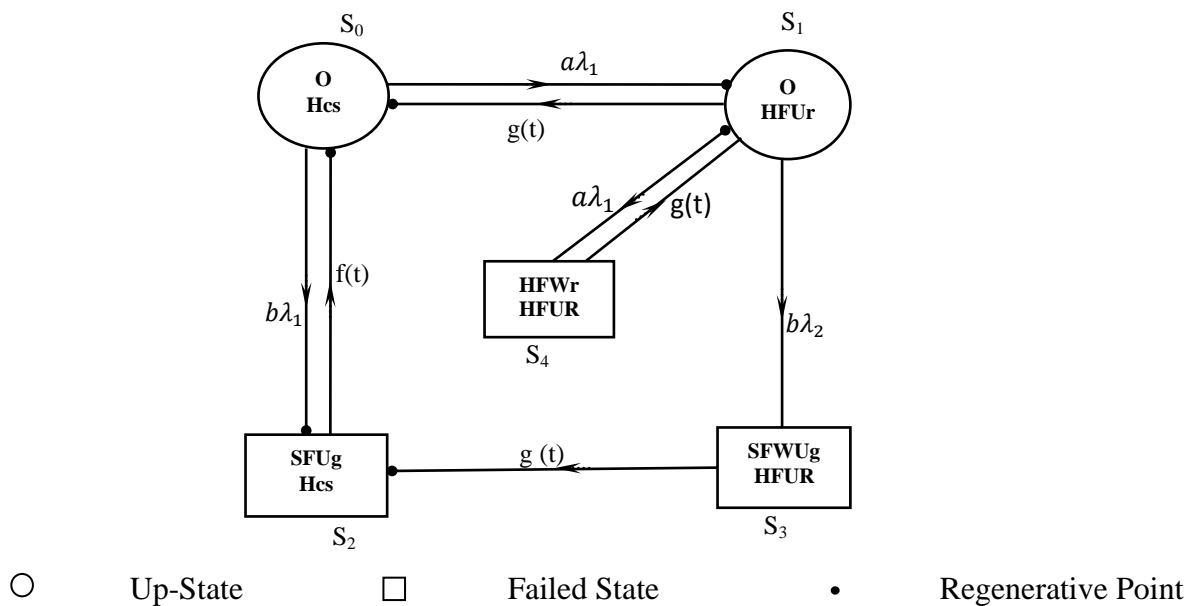 S₀
S₁
aλ₁
O
Hcs
O
HFUr
g(t)
aλ₁
g(t)
f(t)
HFWr
HFUR
bλ₁
bλ₂
S₄
SFUg
Hcs
g (t)
SFWUg
HFUR
S₂
S₃
Up-State
Failed State
Regenerative Point